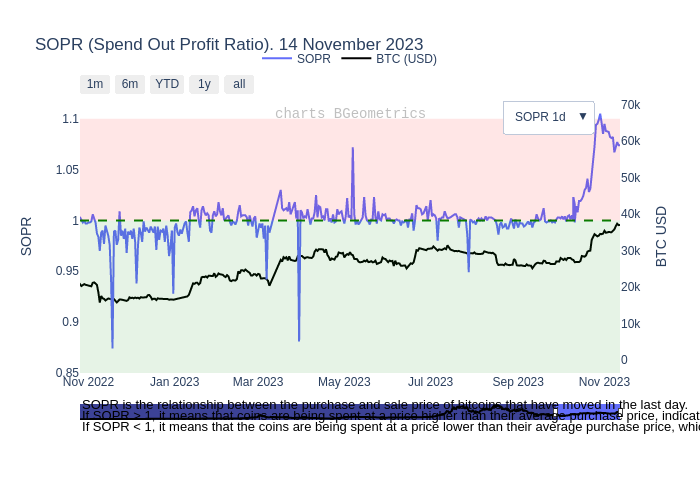 SOPR (Spend Out Profit Ratio). 14 November 2023
SOPR BTC (USD)
1m 6m YTD 1y all
charts BGeometrics
SOPR 1d ▼
1.1
1.05
1
0.95
0.9
0.85
SOPR
70k
60k
50k
40k
30k
20k
10k
0
BTC USD
Nov 2022 Jan 2023 Mar 2023 May 2023 Jul 2023 Sep 2023 Nov 2023
SOPR is the relationship between the purchase and sale price of bitcoins that have moved in the last day.
If SOPR > 1, it means that coins are being spent at a price higher than their average purchase price, indicat
If SOPR < 1, it means that the coins are being spent at a price lower than their average purchase price, whic